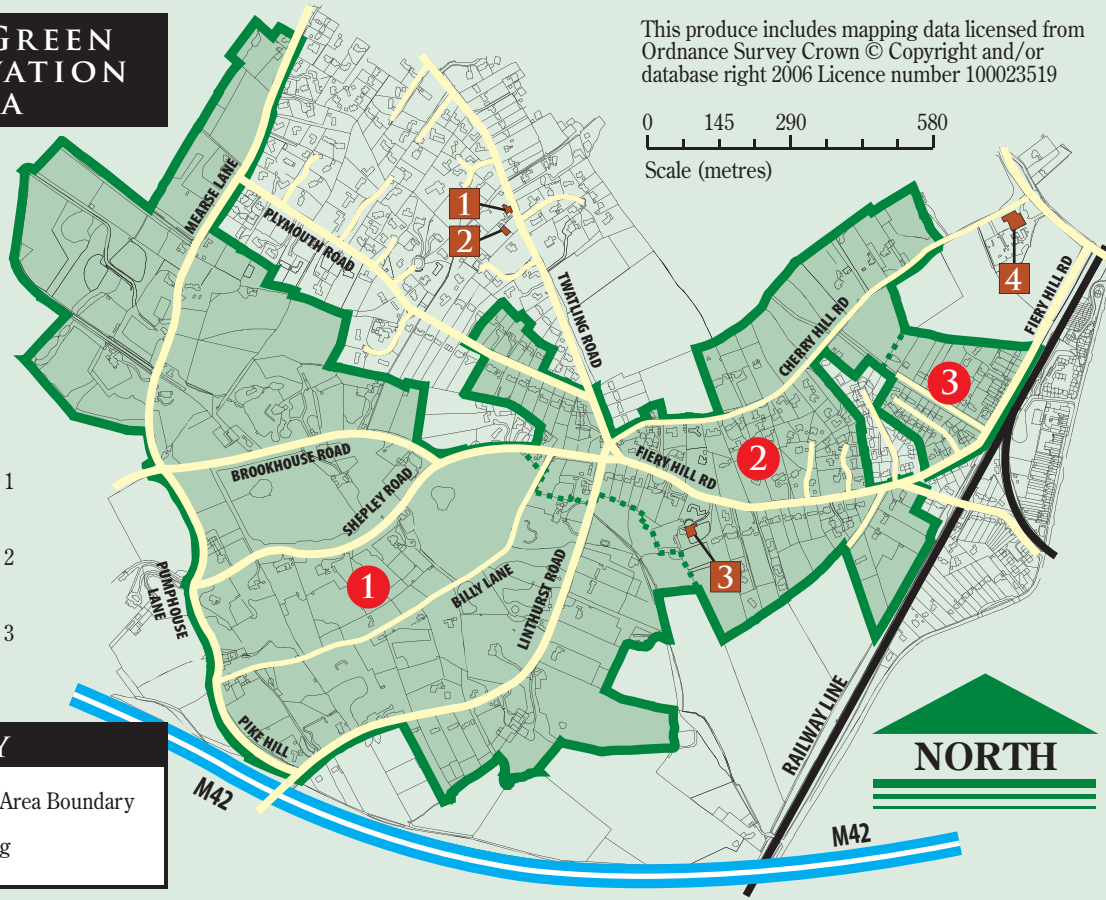 GREEN
VATION
A
This produce includes mapping data licensed from
Ordnance Survey Crown © Copyright and/or
database right 2006 Licence number 100023519
0 145 290 580
Scale (metres)
MEARSE LANE
PLYMOUTH ROAD
1
2
TWATLING ROAD
4
FIERY HILL RD
CHERRY HILL RD
3
BROOKHOUSE ROAD
SHEPLEY ROAD
FIERY HILL RD
2
1
2
3
PUMPHOUSE
LANE
1
BILLY LANE
LINTHURST ROAD
3
PIKE HILL
RAILWAY LINE
NORTH
M42
M42
Y
Area Boundary
g